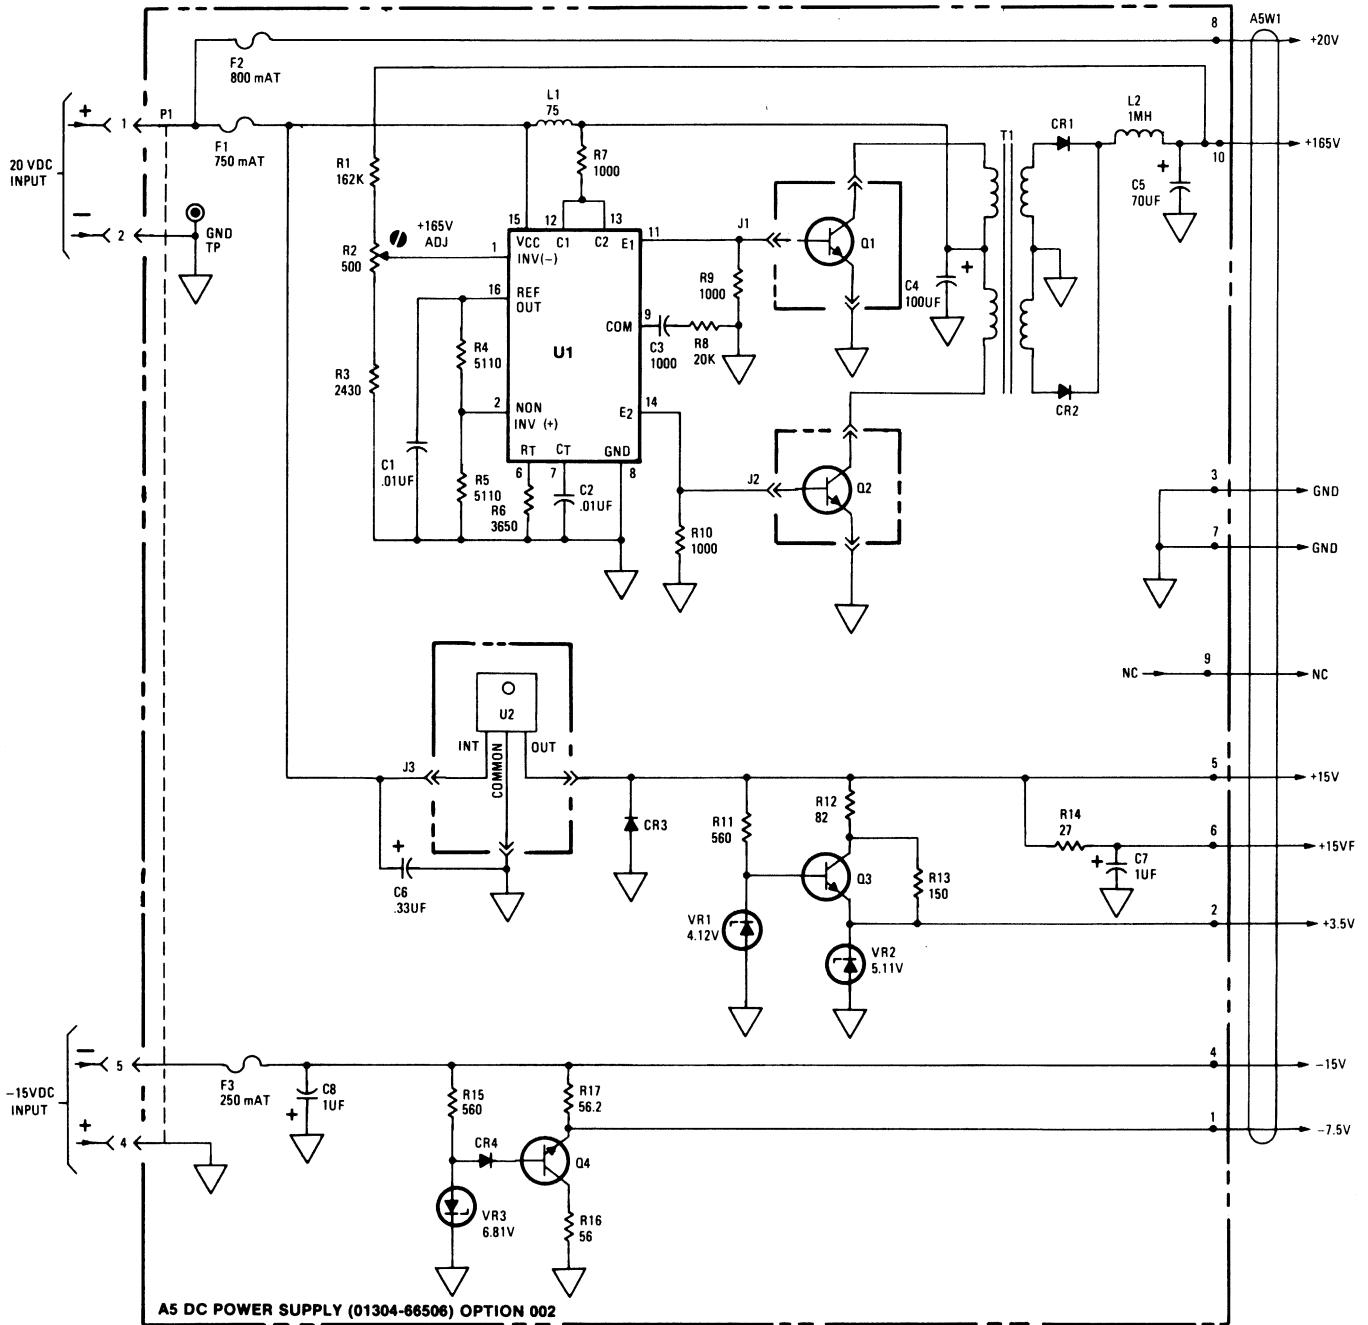 8
A5W1
+20V
F2
800 mAT
+
1
P1
F1
750 mAT
20 VDC
INPUT
−
2
GND
TP
L1
75
R7
1000
R1
162K
+165V
ADJ
R2
500
R3
2430
15
12
13
VCC
C1
C2
E1
11
1
INV(−)
16
REF
OUT
COM
9
U1
R4
5110
2
NON
INV (+)
E2
14
RT
CT
GND
6
7
8
C1
.01UF
R5
5110
R6
3650
C2
.01UF
J1
R9
1000
C3
1000
R8
20K
Q1
+
C4
100UF
T1
CR1
L2
1MH
+165V
10
+
C5
70UF
CR2
J2
Q2
R10
1000
3
GND
7
GND
NC
9
NC
U2
INT
OUT
COMMON
J3
+
C6
.33UF
CR3
R11
560
R12
82
5
+15V
R14
27
6
+15VF
+
C7
1UF
Q3
R13
150
VR1
4.12V
2
+3.5V
VR2
5.11V
−
5
−15VDC
INPUT
+
4
F3
250 mAT
C8
1UF
+
R15
560
R17
56.2
4
−15V
1
−7.5V
CR4
Q4
VR3
6.81V
R16
56
A5 DC POWER SUPPLY (01304-66506) OPTION 002